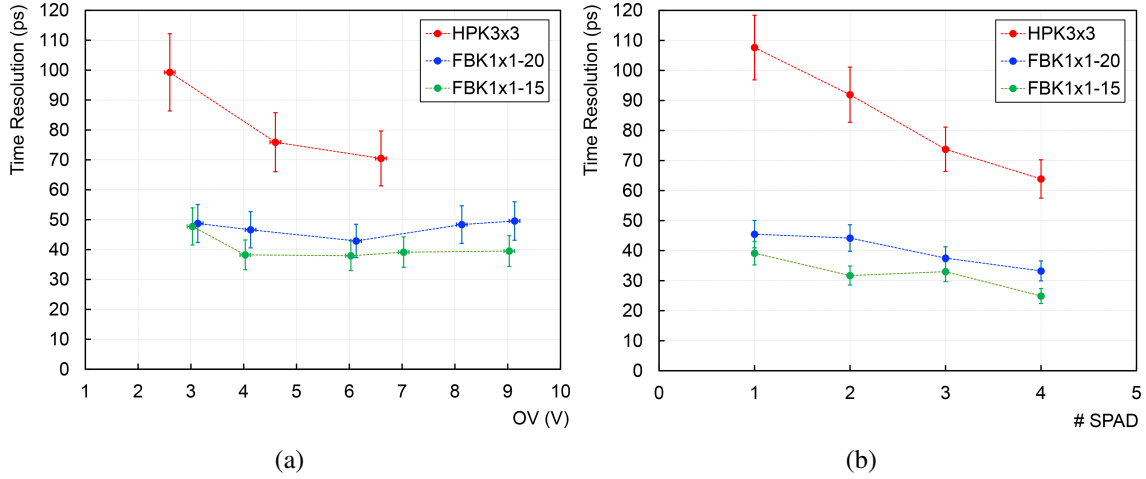 Time Resolution (ps)
120
110
100
90
80
70
60
50
40
30
20
10
0
1 2 3 4 5 6 7 8 9 10
OV (V)
HPK3x3
FBK1x1-20
FBK1x1-15
(a)
Time Resolution (ps)
120
110
100
90
80
70
60
50
40
30
20
10
0
0 1 2 3 4 5
# SPAD
HPK3x3
FBK1x1-20
FBK1x1-15
(b)